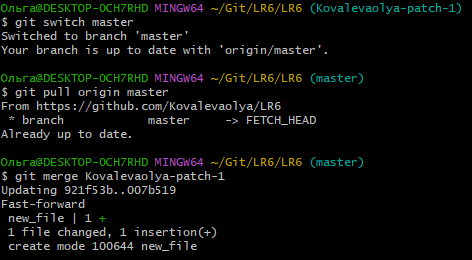 Ольга@DESKTOP-OCH7RHD MINGW64 ~/Git/LR6/LR6 (Kovalevaolya-patch-1)
$ git switch master
Switched to branch 'master'
Your branch is up to date with 'origin/master'.
Ольга@DESKTOP-OCH7RHD MINGW64 ~/Git/LR6/LR6 (master)
$ git pull origin master
From https://github.com/Kovalevaolya/LR6
 * branch            master     -> FETCH_HEAD
Already up to date.
Ольга@DESKTOP-OCH7RHD MINGW64 ~/Git/LR6/LR6 (master)
$ git merge Kovalevaolya-patch-1
Updating 921f53b..007b519
Fast-forward
 new_file | 1 +
 1 file changed, 1 insertion(+)
 create mode 100644 new_file